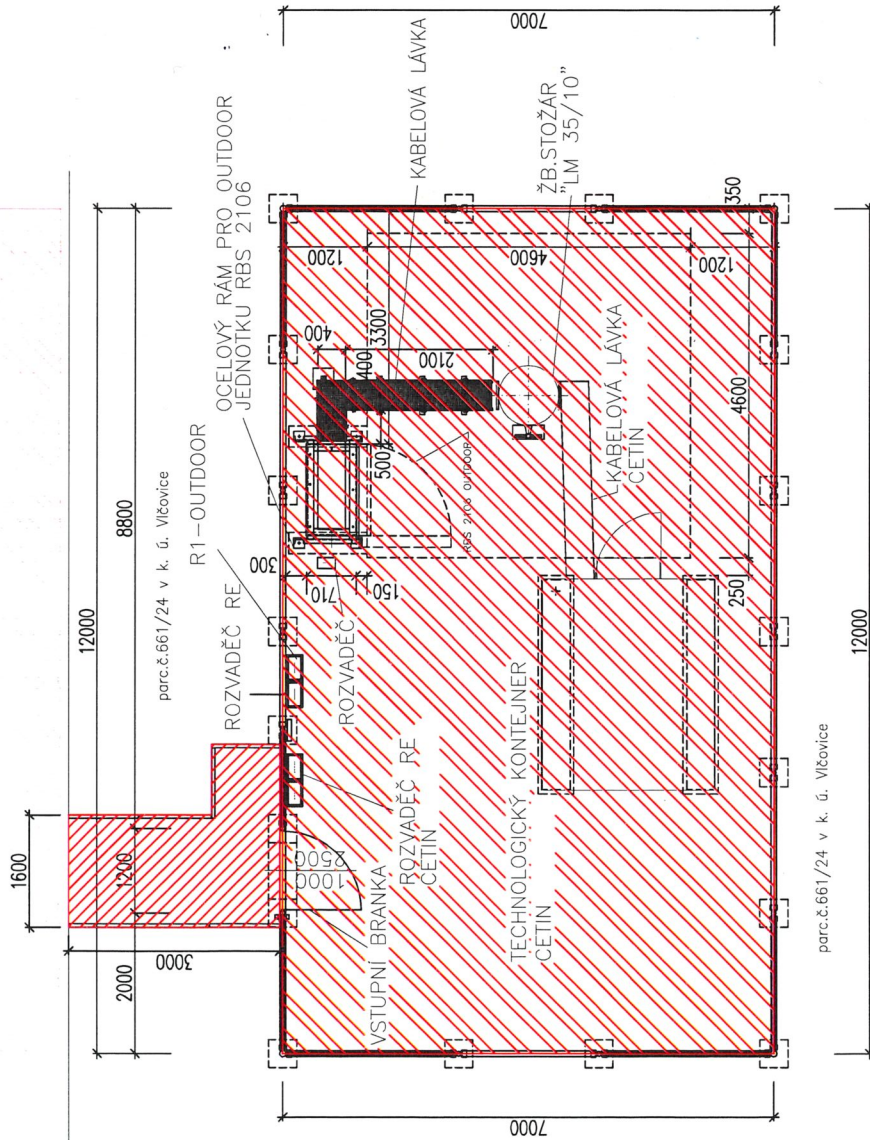 12000
8800
2000
1200
1600
3000
parc.č.661/24 v k. ú. Vlčovice
ROZVADĚČ RE
R1-OUTDOOR
OCELOVÝ RÁM PRO OUTDOOR
JEDNOTKU RBS 2106
KABELOVÁ LÁVKA
ŽB.STOŽÁR
"LM 35/10"
7000
7000
VSTUPNÍ BRANKA
1000
2500
ROZVADĚČ RE
CETIN
ROZVADĚČ
300
710
150
400
400
3300
500
2100
1200
4600
1200
350
RBS 2106 OUTDOOR
KABELOVÁ LÁVKA
CETIN
4600
250
TECHNOLOGICKÝ KONTEJNER
CETIN
parc.č.661/24 v k. ú. Vlčovice
12000